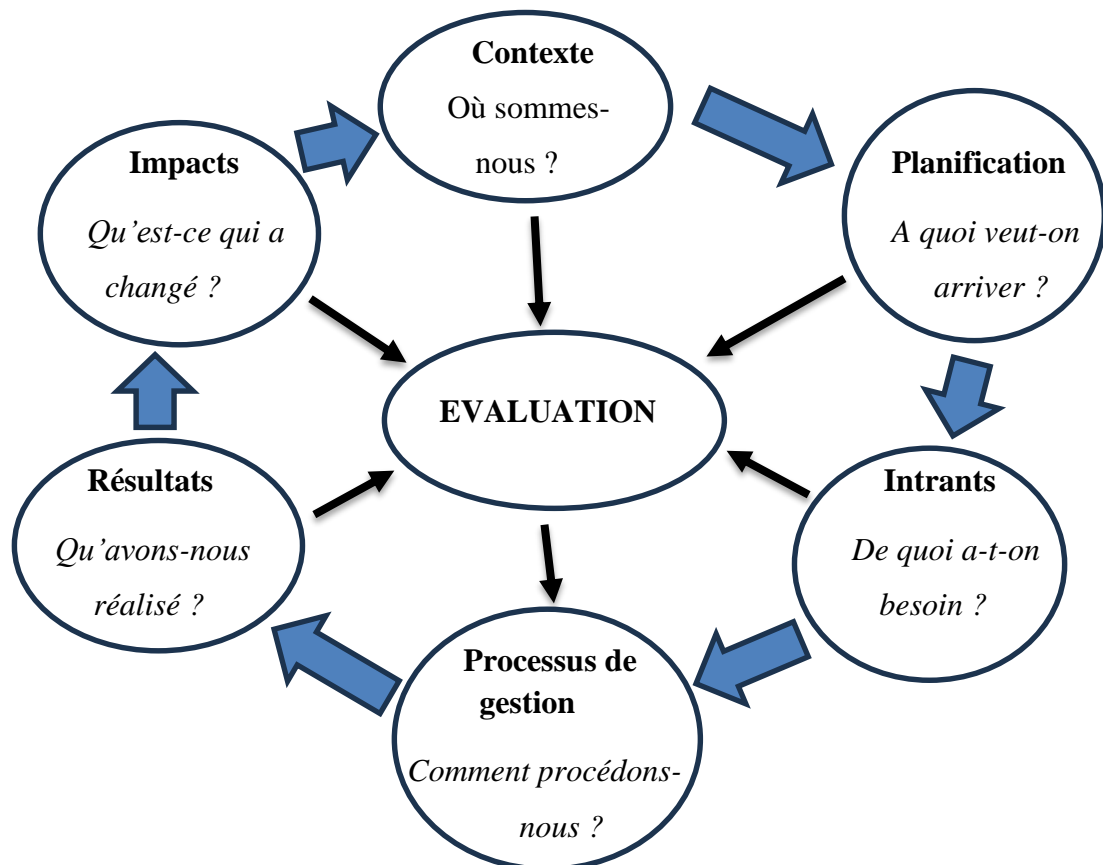 Contexte
Où sommes-
nous ?
Planification
A quoi veut-on
arriver ?
Impacts
Qu’est-ce qui a
changé ?
EVALUATION
Résultats
Qu’avons-nous
réalisé ?
Intrants
De quoi a-t-on
besoin ?
Processus de
gestion
Comment procédons-
nous ?